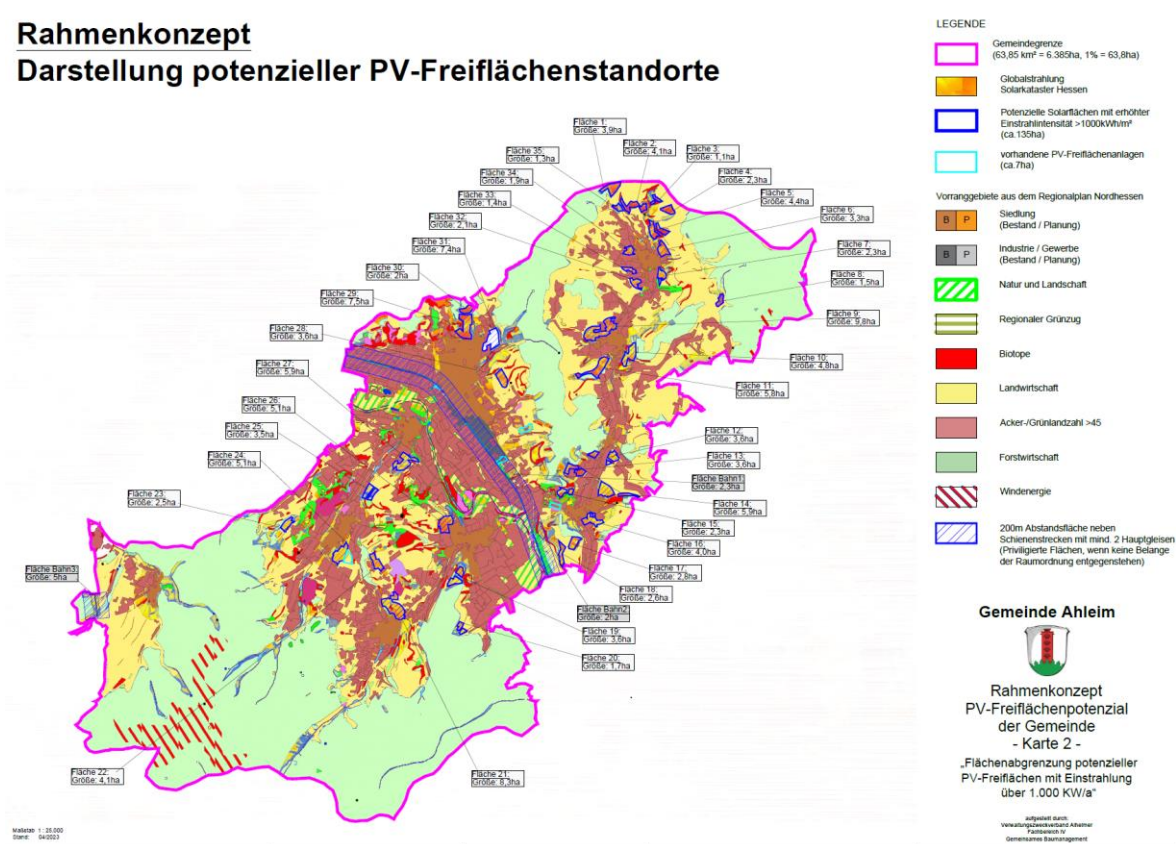 Rahmenkonzept
Darstellung potenzieller PV-Freiflächenstandorte
Fläche 1:
Größe: 3,9ha
Fläche 2:
Größe: 4,1ha
Fläche 3:
Größe: 1,1ha
Fläche 4:
Größe: 2,3ha
Fläche 5:
Größe: 4,4ha
Fläche 6:
Größe: 3,3ha
Fläche 7:
Größe: 2,3ha
Fläche 8:
Größe: 1,5ha
Fläche 9:
Größe: 9,8ha
Fläche 10:
Größe: 4,8ha
Fläche 11:
Größe: 5,8ha
Fläche 12:
Größe: 3,6ha
Fläche 13:
Größe: 3,6ha
Fläche Bahn1:
Größe: 2,3ha
Fläche 14:
Größe: 5,9ha
Fläche 15:
Größe: 2,3ha
Fläche 16:
Größe: 4,0ha
Fläche 17:
Größe: 2,8ha
Fläche 18:
Größe: 2,6ha
Fläche Bahn2:
Größe: 2ha
Fläche 19:
Größe: 3,6ha
Fläche 20:
Größe: 1,7ha
Fläche 21:
Größe: 8,3ha
Fläche 22:
Größe: 4,1ha
Fläche Bahn3:
Größe: 5ha
Fläche 23:
Größe: 2,5ha
Fläche 24:
Größe: 5,1ha
Fläche 25:
Größe: 3,5ha
Fläche 26:
Größe: 5,1ha
Fläche 27:
Größe: 5,9ha
Fläche 28:
Größe: 3,6ha
Fläche 29:
Größe: 7,5ha
Fläche 30:
Größe: 2ha
Fläche 31:
Größe: 7,4ha
Fläche 32:
Größe: 2,1ha
Fläche 33:
Größe: 1,4ha
Fläche 34:
Größe: 1,9ha
Fläche 35:
Größe: 1,3ha
Maßstab 1 : 25.000
Stand: 04/2023
LEGENDE
Gemeindegrenze
(63,85 km² = 6.385ha, 1% = 63,8ha)
Globalstrahlung
Solarkataster Hessen
Potenzielle Solarflächen mit erhöhter
Einstrahlintensität >1000kWh/m²
(ca.135ha)
vorhandene PV-Freiflächenanlagen
(ca.7ha)
Vorranggebiete aus dem Regionalplan Nordhessen
B P
Siedlung
(Bestand / Planung)
B P
Industrie / Gewerbe
(Bestand / Planung)
Natur und Landschaft
Regionaler Grünzug
Biotope
Landwirtschaft
Acker-/Grünlandzahl >45
Forstwirtschaft
Windenergie
200m Abstandsfläche neben
Schienenstrecken mit mind. 2 Hauptgleisen
(Priviligierte Flächen, wenn keine Belange
der Raumordnung entgegenstehen)
Gemeinde Ahleim
Rahmenkonzept
PV-Freiflächenpotenzial
der Gemeinde
- Karte 2 -
„Flächenabgrenzung potenzieller
PV-Freiflächen mit Einstrahlung
über 1.000 KW/a"
aufgestellt durch:
Verwaltungszweckverband Alheimer
Fachbereich IV
Gemeinsames Baumanagement